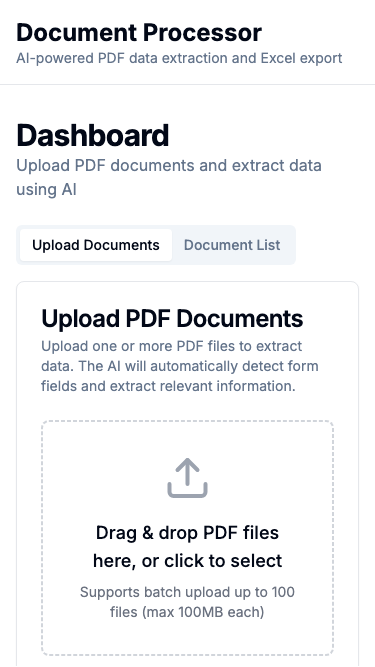 Document Processor
AI-powered PDF data extraction and Excel export
Dashboard
Upload PDF documents and extract data
using AI
Upload Documents
Document List
Upload PDF Documents
Upload one or more PDF files to extract
data. The AI will automatically detect form
fields and extract relevant information.
Drag & drop PDF files
here, or click to select
Supports batch upload up to 100
files (max 100MB each)